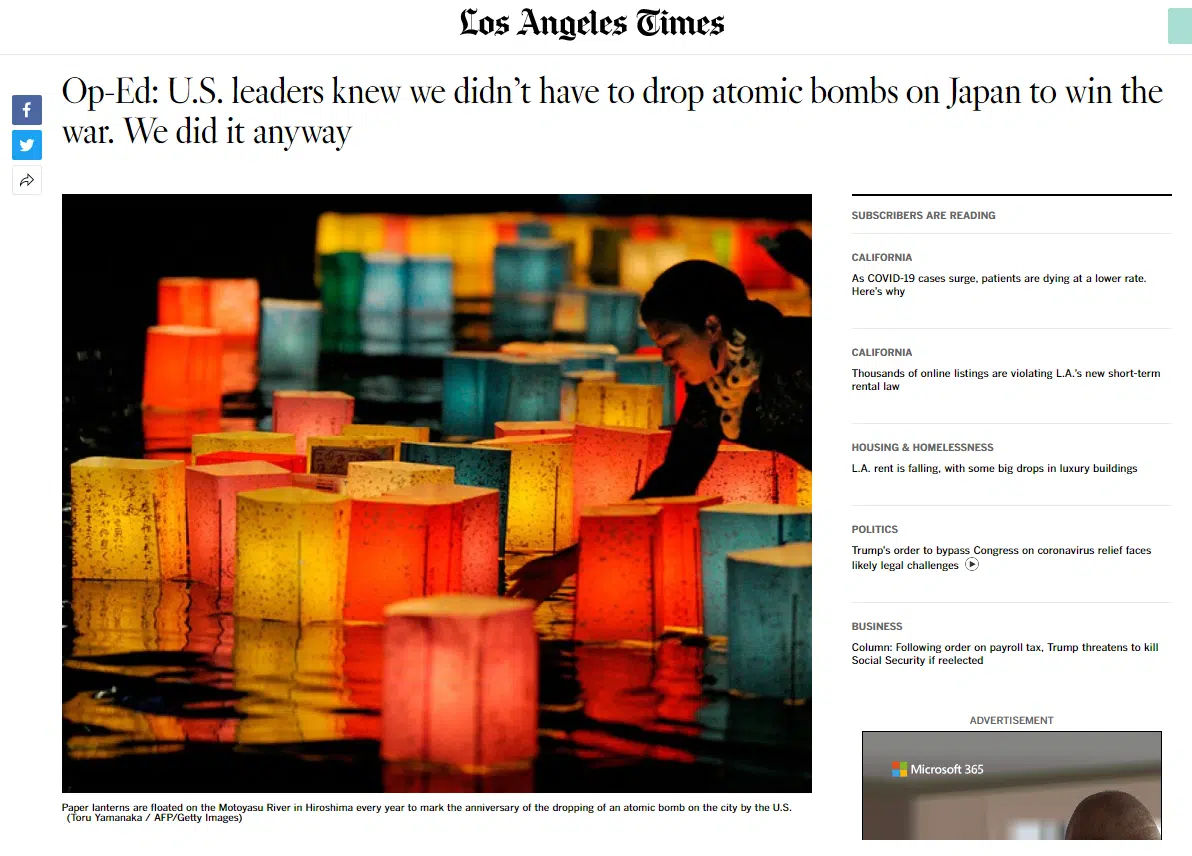 Los Angeles Times
Op-Ed: U.S. leaders knew we didn’t have to drop atomic bombs on Japan to win the
war. We did it anyway
SUBSCRIBERS ARE READING
CALIFORNIA
As COVID-19 cases surge, patients are dying at a lower rate.
Here’s why
CALIFORNIA
Thousands of online listings are violating L.A.’s new short-term
rental law
HOUSING & HOMELESSNESS
L.A. rent is falling, with some big drops in luxury buildings
POLITICS
Trump’s order to bypass Congress on coronavirus relief faces
likely legal challenges
BUSINESS
Column: Following order on payroll tax, Trump threatens to kill
Social Security if reelected
ADVERTISEMENT
Microsoft 365
Paper lanterns are floated on the Motoyasu River in Hiroshima every year to mark the anniversary of the dropping of an atomic bomb on the city by the U.S.
(Toru Yamanaka / AFP/Getty Images)